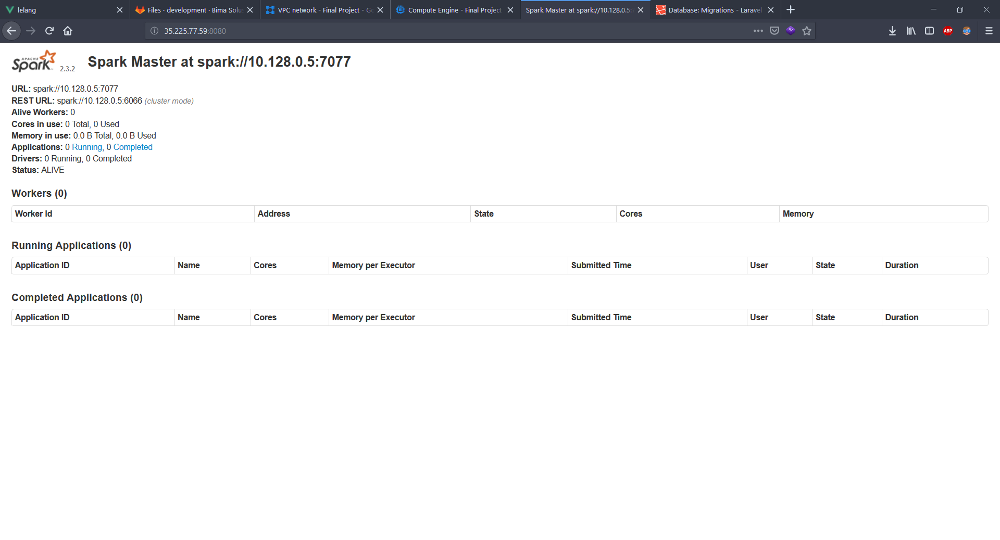 lelang
Files · development · Bima Solu
VPC network - Final Project - Go
Compute Engine - Final Project
Spark Master at spark://10.128.0.5:7
Database: Migrations - Laravel
35.225.77.59:8080
ABP
APACHE
Spark 2.3.2
Spark Master at spark://10.128.0.5:7077
URL: spark://10.128.0.5:7077
REST URL: spark://10.128.0.5:6066 (cluster mode)
Alive Workers: 0
Cores in use: 0 Total, 0 Used
Memory in use: 0.0 B Total, 0.0 B Used
Applications: 0 Running, 0 Completed
Drivers: 0 Running, 0 Completed
Status: ALIVE
Workers (0)
Worker Id Address State Cores Memory
Running Applications (0)
Application ID Name Cores Memory per Executor Submitted Time User State Duration
Completed Applications (0)
Application ID Name Cores Memory per Executor Submitted Time User State Duration